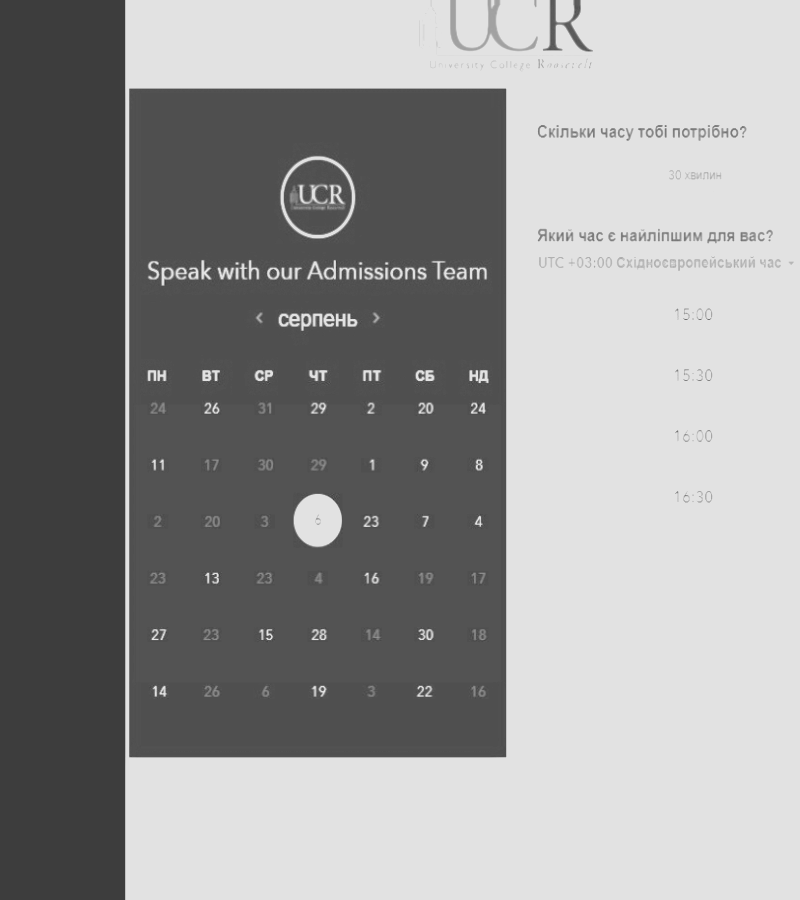 UCR
University College Roosevelt
UCR
Speak with our Admissions Team
‹ серпень ›
ПН ВТ СР ЧТ ПТ СБ НД
24 26 31 29 2 20 24
11 17 30 29 1 9 8
2 20 3 6 23 7 4
23 13 23 4 16 19 17
27 23 15 28 14 30 18
14 26 6 19 3 22 16
Скільки часу тобі потрібно?
30 хвилин
Який час є найліпшим для вас?
UTC +03:00 Східноєвропейський час
15:00
15:30
16:00
16:30